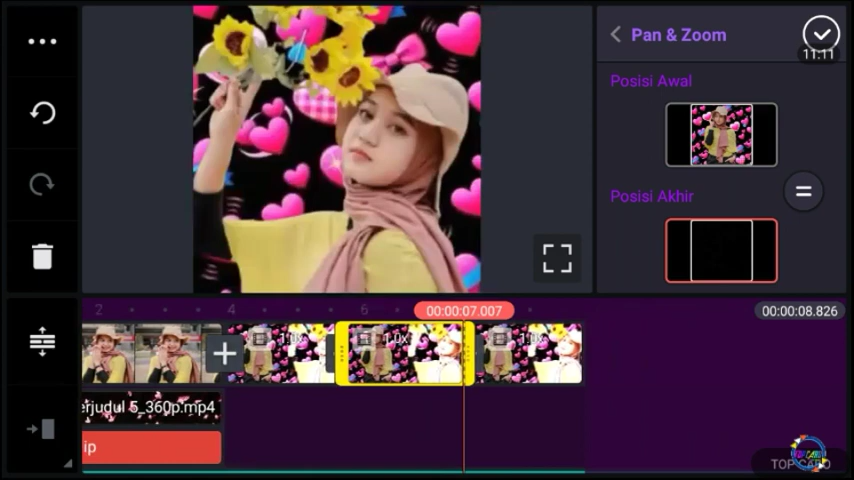 Pan & Zoom
11:11
Posisi Awal
Posisi Akhir
=
2
4
6
00:00:07.007
00:00:08.826
1.0x
1.0x
1.0x
erjudul 5_360p.mp4
ip
TOP CARD